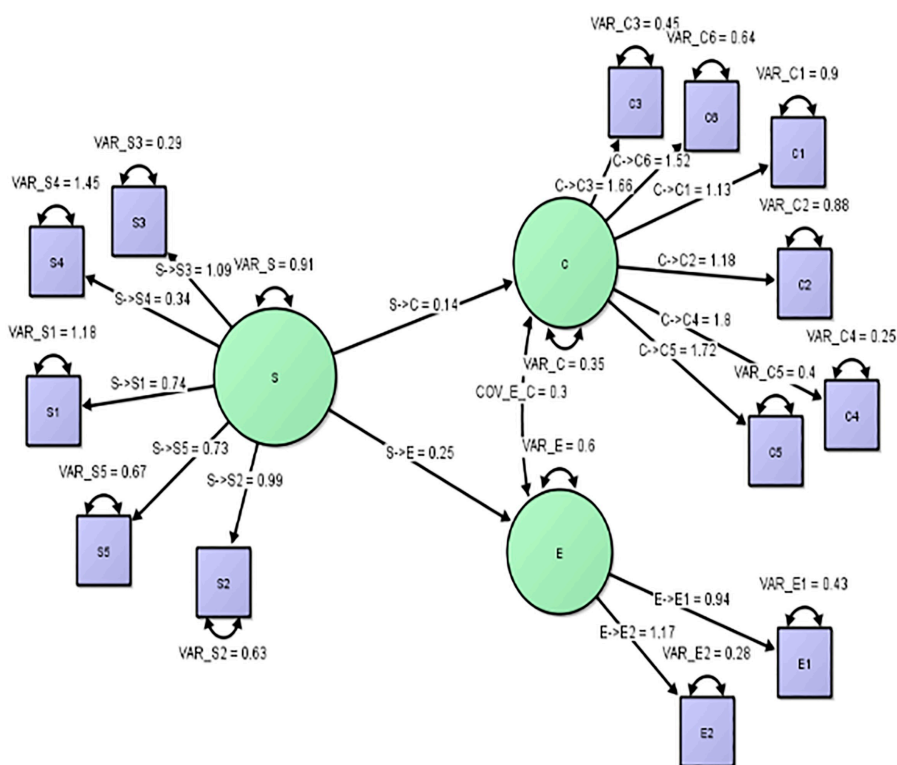 VAR_C3 = 0.45
VAR_C6 = 0.64
VAR_C1 = 0.9
C3
C6
C1
VAR_S3 = 0.29
C->C6 = 1.52
VAR_S4 = 1.45
S3
C->C3 = 1.66
C->C1 = 1.13
VAR_C2 = 0.88
S4
VAR_S = 0.91
C
C->C2 = 1.18
S->S3 = 1.09
C2
S->S4 = 0.34
S->C = 0.14
C->C4 = 1.8
VAR_S1 = 1.18
VAR_C4 = 0.25
C->C5 = 1.72
VAR_C = 0.35
VAR_C5 = 0.4
S
S->S1 = 0.74
COV_E_C = 0.3
S1
C4
S->S5 = 0.73
VAR_E = 0.6
S->E = 0.25
C5
VAR_S5 = 0.67
S->S2 = 0.99
S5
E
S2
VAR_E1 = 0.43
E->E1 = 0.94
E->E2 = 1.17
VAR_S2 = 0.63
VAR_E2 = 0.28
E1
E2